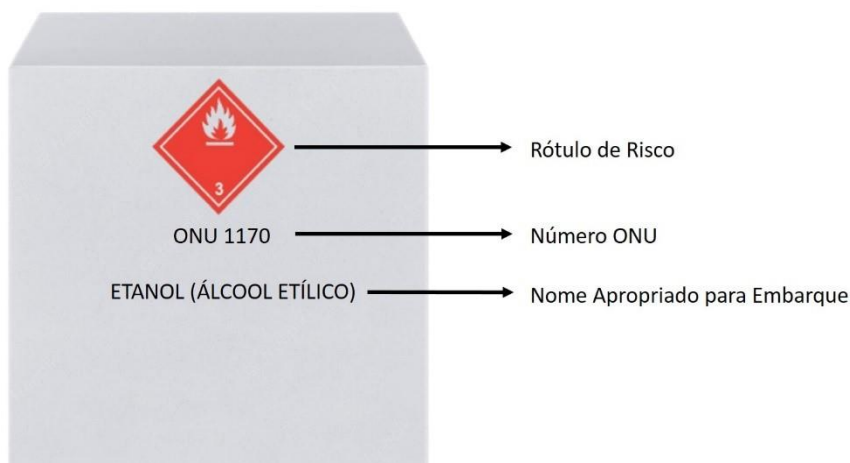 3
Rótulo de Risco
ONU 1170
Número ONU
ETANOL (ÁLCOOL ETÍLICO)
Nome Apropriado para Embarque